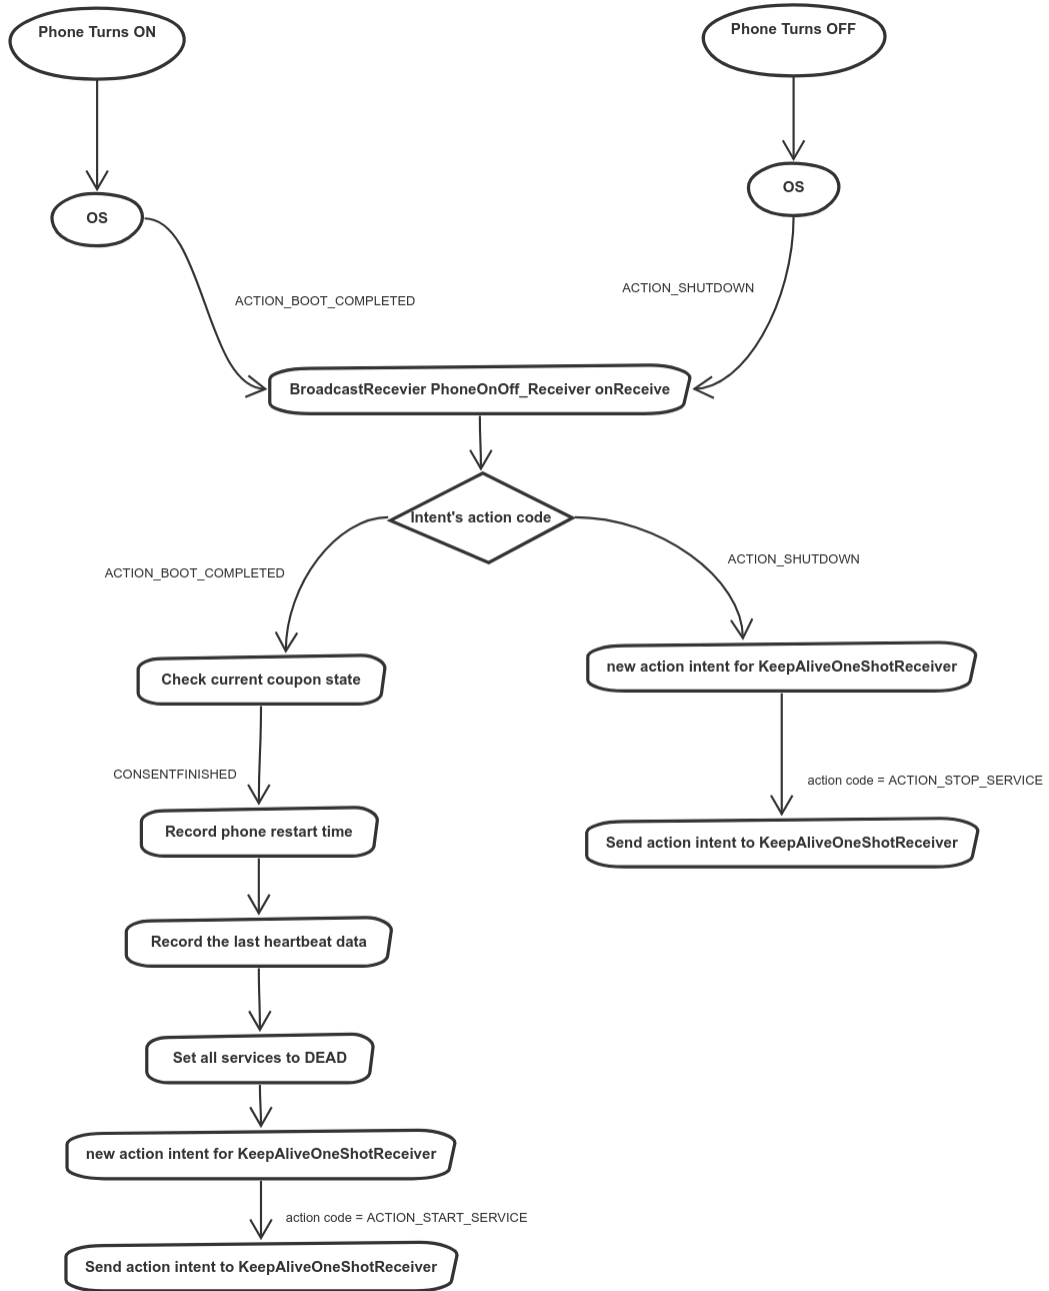 Phone Turns ON
Phone Turns OFF
OS
OS
ACTION_BOOT_COMPLETED
ACTION_SHUTDOWN
BroadcastRecevier PhoneOnOff_Receiver onReceive
Intent's action code
ACTION_BOOT_COMPLETED
ACTION_SHUTDOWN
Check current coupon state
new action intent for KeepAliveOneShotReceiver
CONSENTFINISHED
action code = ACTION_STOP_SERVICE
Record phone restart time
Send action intent to KeepAliveOneShotReceiver
Record the last heartbeat data
Set all services to DEAD
new action intent for KeepAliveOneShotReceiver
action code = ACTION_START_SERVICE
Send action intent to KeepAliveOneShotReceiver